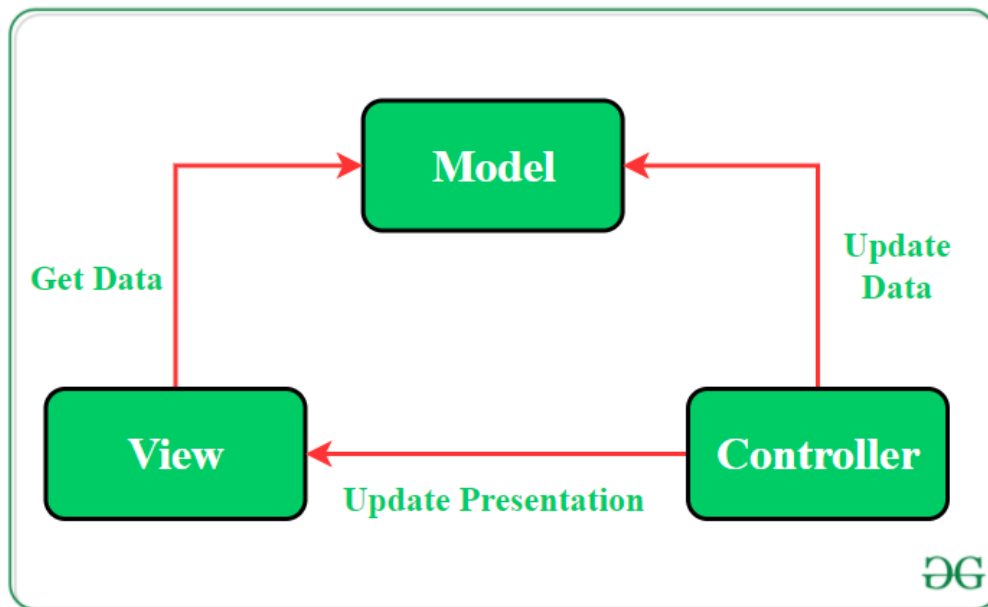 Model
Get Data
Update
Data
View
Controller
Update Presentation
GG